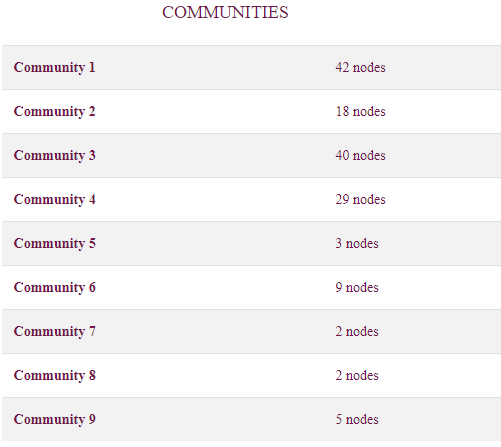 COMMUNITIES
Community 1 42 nodes
Community 2 18 nodes
Community 3 40 nodes
Community 4 29 nodes
Community 5 3 nodes
Community 6 9 nodes
Community 7 2 nodes
Community 8 2 nodes
Community 9 5 nodes